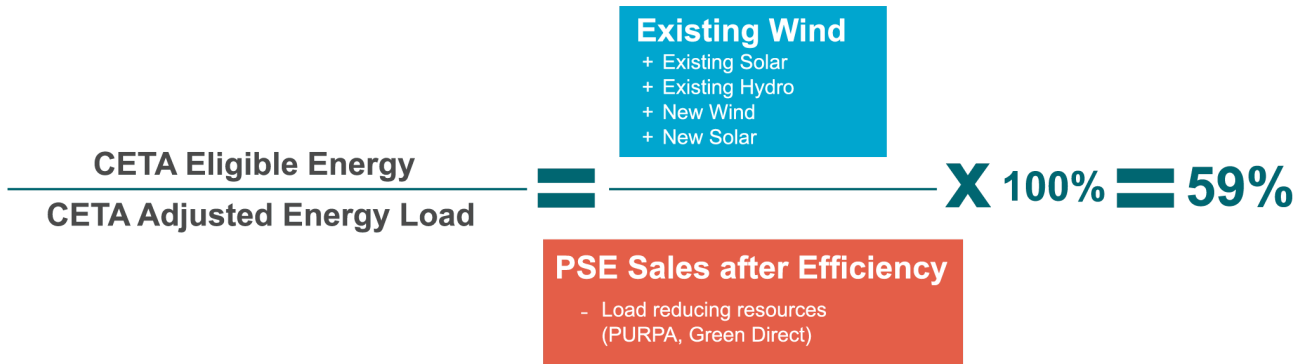 Existing Wind
+ Existing Solar
+ Existing Hydro
+ New Wind
+ New Solar
CETA Eligible Energy
CETA Adjusted Energy Load
=
X 100% = 59%
PSE Sales after Efficiency
- Load reducing resources
(PURPA, Green Direct)